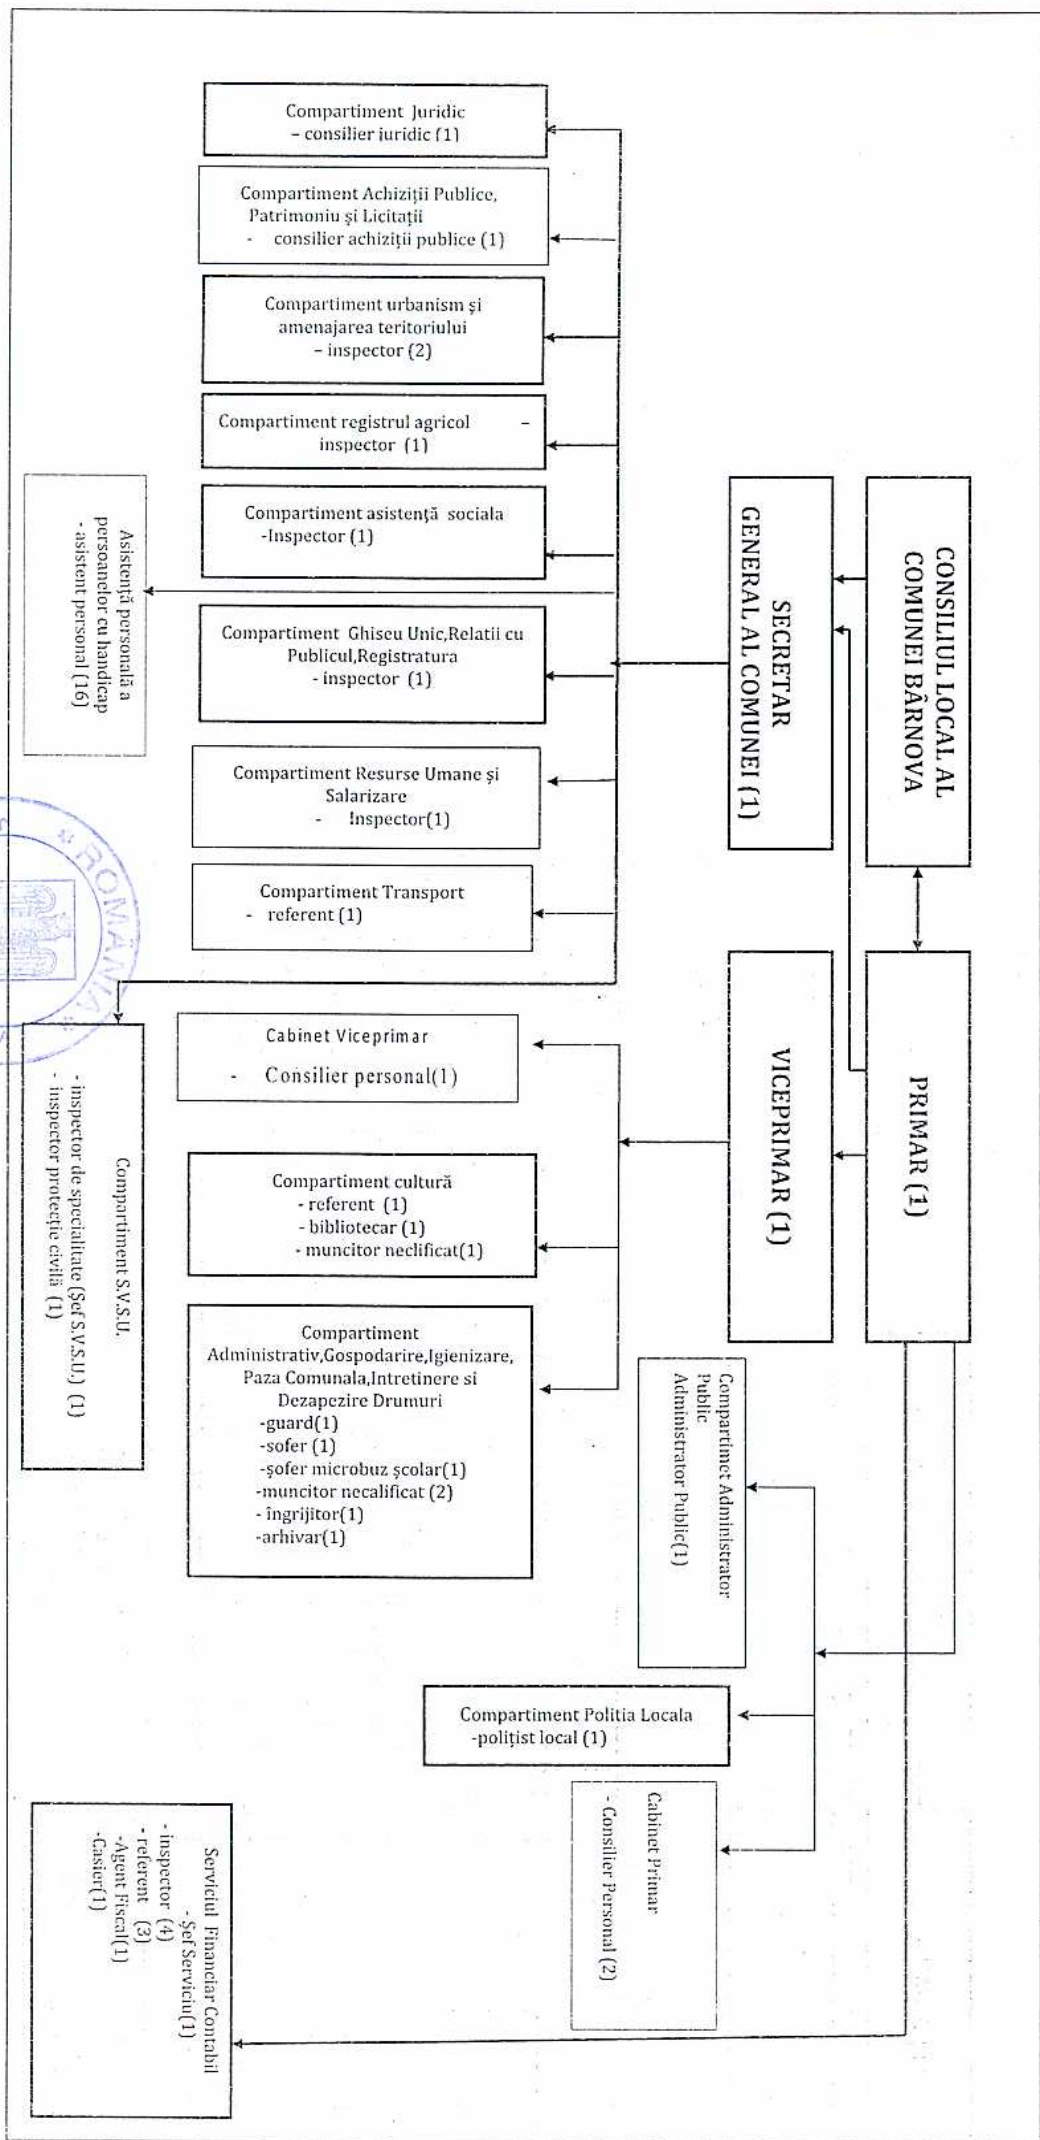 CONSILIUL LOCAL AL
COMUNEI BÂRNOVA
PRIMAR (1)
SECRETAR
GENERAL AL COMUNEI (1)
VICEPRIMAR (1)
Compartiment Juridic
– consilier juridic (1)
Compartiment Achiziții Publice,
Patrimoniu și Licitații
- consilier achiziții publice (1)
Compartiment urbanism și
amenajarea teritoriului
– inspector (2)
Compartiment registrul agricol –
inspector (1)
Compartiment asistență sociala
-Inspector (1)
Asistență personală a
persoanelor cu handicap
- asistent personal (16)
Compartiment Ghiseu Unic,Relatii cu
Publicul,Registratura
- inspector (1)
Compartiment Resurse Umane și
Salarizare
- Inspector(1)
Compartiment Transport
- referent (1)
Compartiment S.V.S.U.
- inspector de specialitate (Șef S.V.S.U.) (1)
- inspector protecție civilă (1)
Cabinet Viceprimar
- Consilier personal(1)
Compartiment cultură
- referent (1)
- bibliotecar (1)
- muncitor neclificat(1)
Compartiment
Administrativ,Gospodarire,Igienizare,
Paza Comunala,Intretinere si
Dezapezire Drumuri
-guard(1)
-sofer (1)
-șofer microbuz școlar(1)
-muncitor necalificat (2)
- îngrijitor(1)
-arhivar(1)
Compartimet Administrator
Public
Administrator Public(1)
Compartiment Politia Locala
-polițist local (1)
Cabinet Primar
- Consilier Personal (2)
Serviciul Financiar Contabil
- Șef Serviciu(1)
- inspector (4)
- referent (3)
-Agent Fiscal(1)
-Casier(1)
* ROMÂNIA *